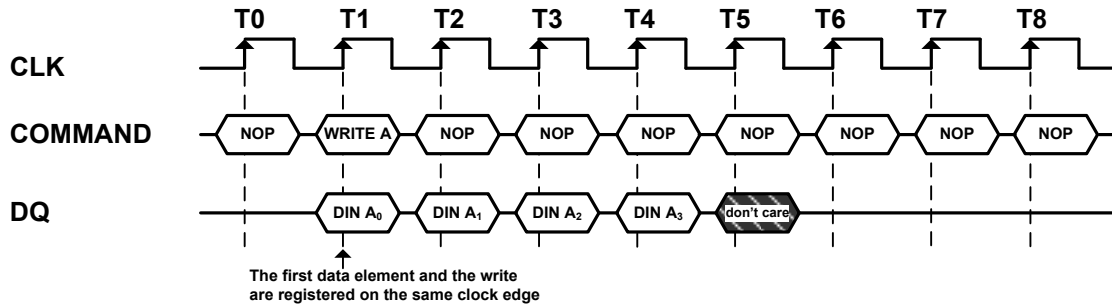 T0 T1 T2 T3 T4 T5 T6 T7 T8
CLK
COMMAND NOP WRITE A NOP NOP NOP NOP NOP NOP NOP
DQ DIN A₀ DIN A₁ DIN A₂ DIN A₃ don't care
The first data element and the write
are registered on the same clock edge